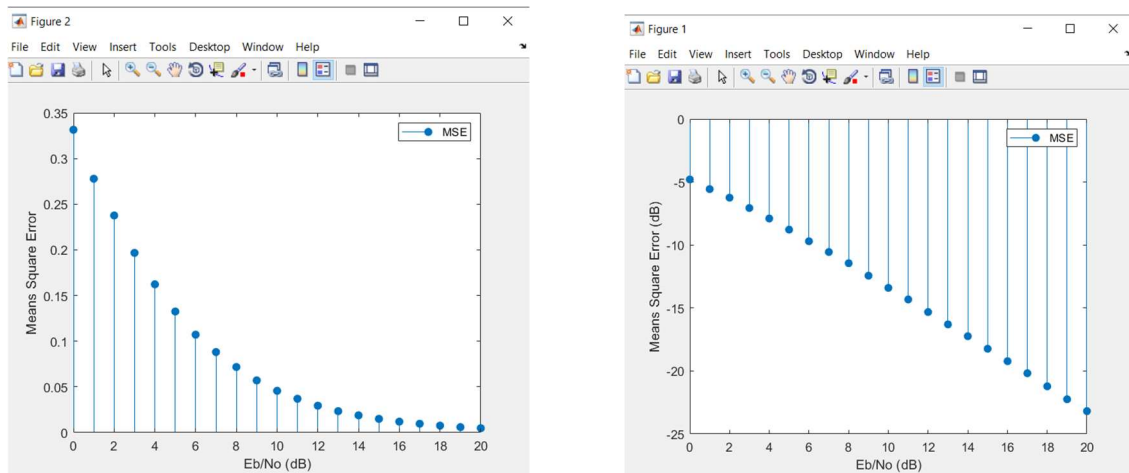 Figure 2
File Edit View Insert Tools Desktop Window Help
MSE
0.35
0.3
0.25
0.2
0.15
0.1
0.05
0
Means Square Error
0 2 4 6 8 10 12 14 16 18 20
Eb/No (dB)
Figure 1
File Edit View Insert Tools Desktop Window Help
MSE
0
-5
-10
-15
-20
-25
Means Square Error (dB)
0 2 4 6 8 10 12 14 16 18 20
Eb/No (dB)